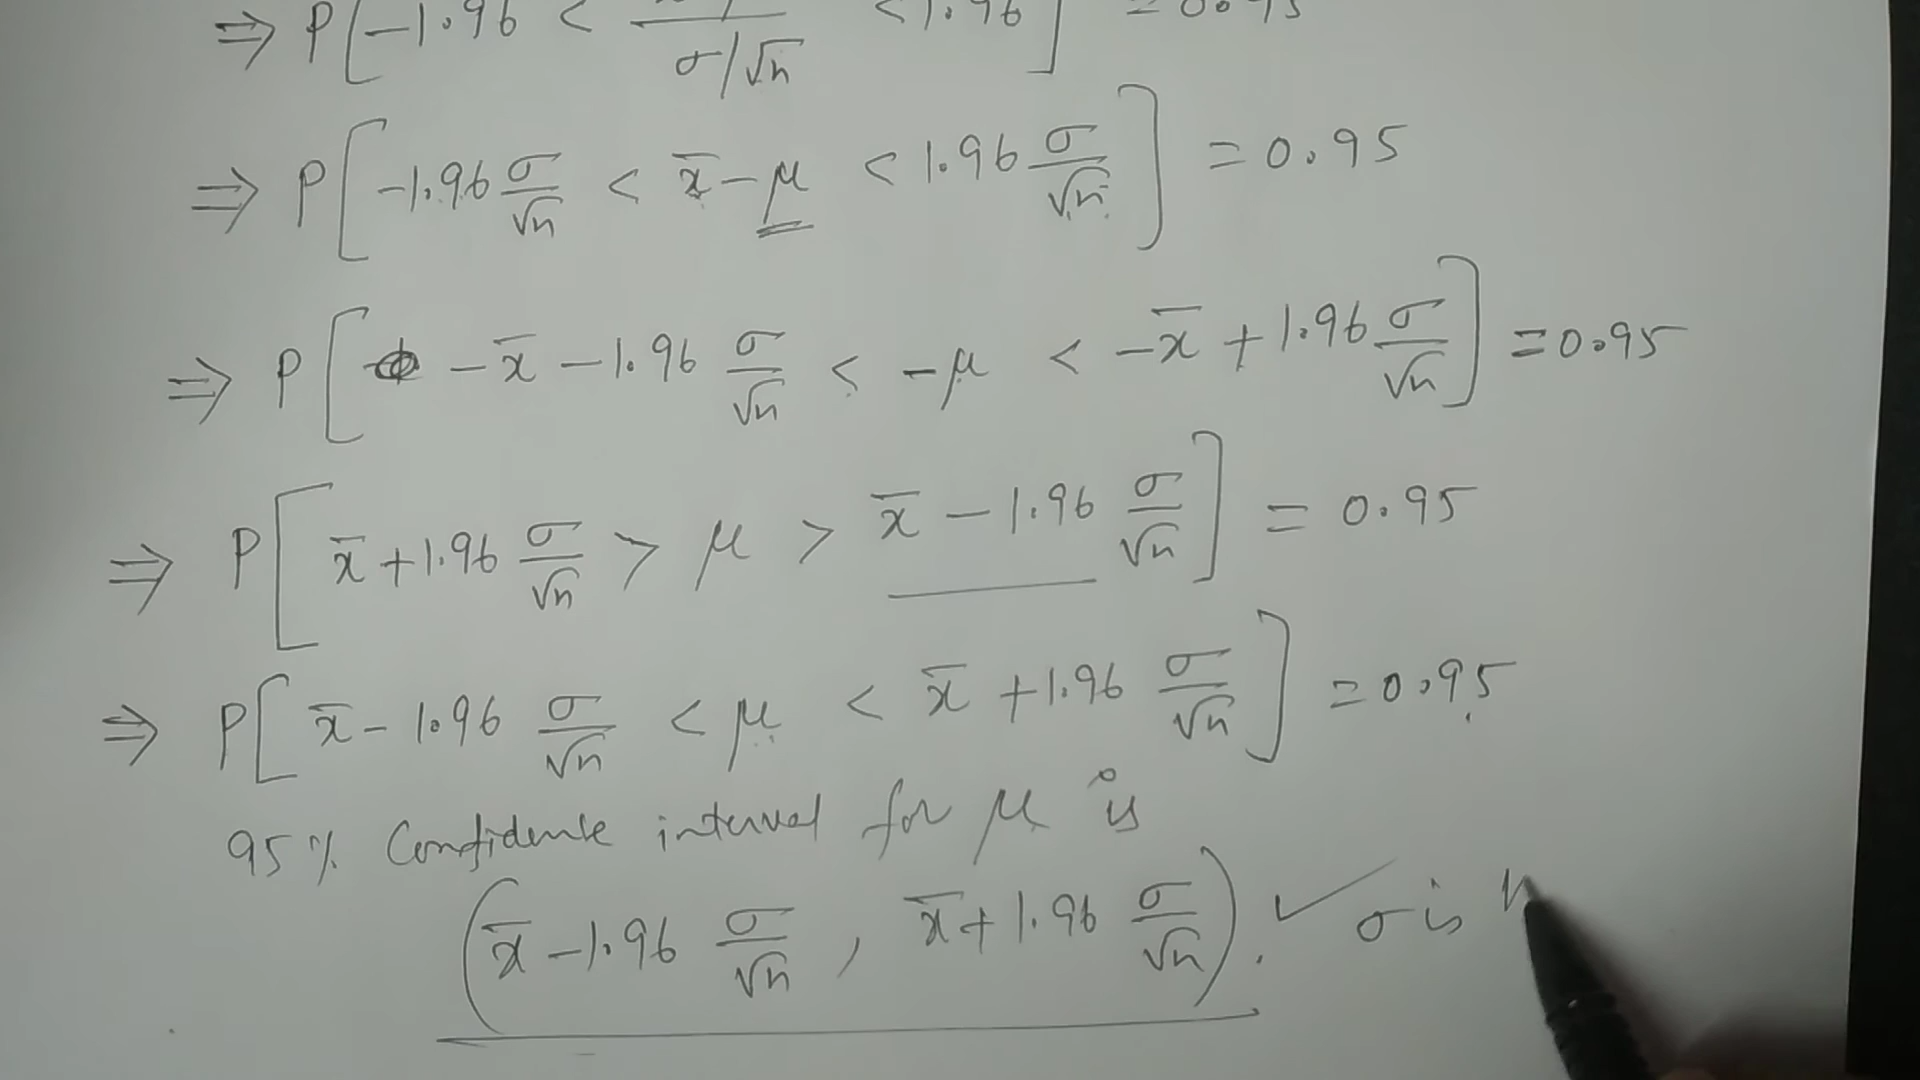 ⇒ P[-1.96 < / σ/√n < 1.96] = 0.95
⇒ P[-1.96 σ/√n < x̄ - μ < 1.96 σ/√n] = 0.95
⇒ P[-x̄ - 1.96 σ/√n < -μ < -x̄ + 1.96 σ/√n] = 0.95
⇒ P[x̄ + 1.96 σ/√n > μ > x̄ - 1.96 σ/√n] = 0.95
⇒ P[x̄ - 1.96 σ/√n < μ < x̄ + 1.96 σ/√n] = 0.95
95% Confidence interval for μ is
(x̄ - 1.96 σ/√n , x̄ + 1.96 σ/√n). ✓ σ is